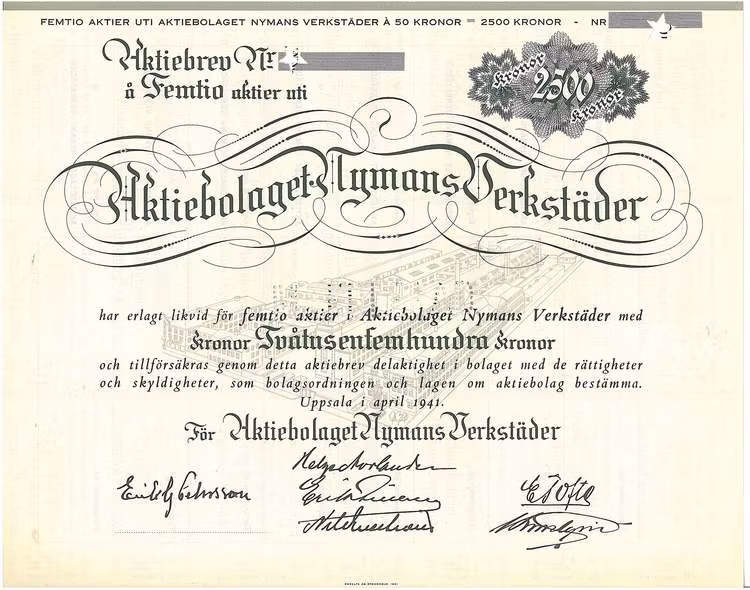 FEMTIO AKTIER UTI AKTIEBOLAGET NYMANS VERKSTÄDER À 50 KRONOR = 2500 KRONOR - NR
Aktiebrev Nr
à Femtio aktier uti
Kronor
2500
Kronor
Aktiebolaget Nymans Verkstäder
har erlagt likvid för femtio aktier i Aktiebolaget Nymans Verkstäder med
Kronor Tvåtusenfemhundra Kronor
och tillförsäkras genom detta aktiebrev delaktighet i bolaget med de rättigheter
och skyldigheter, som bolagsordningen och lagen om aktiebolag bestämma.
Uppsala i april 1941.
För Aktiebolaget Nymans Verkstäder